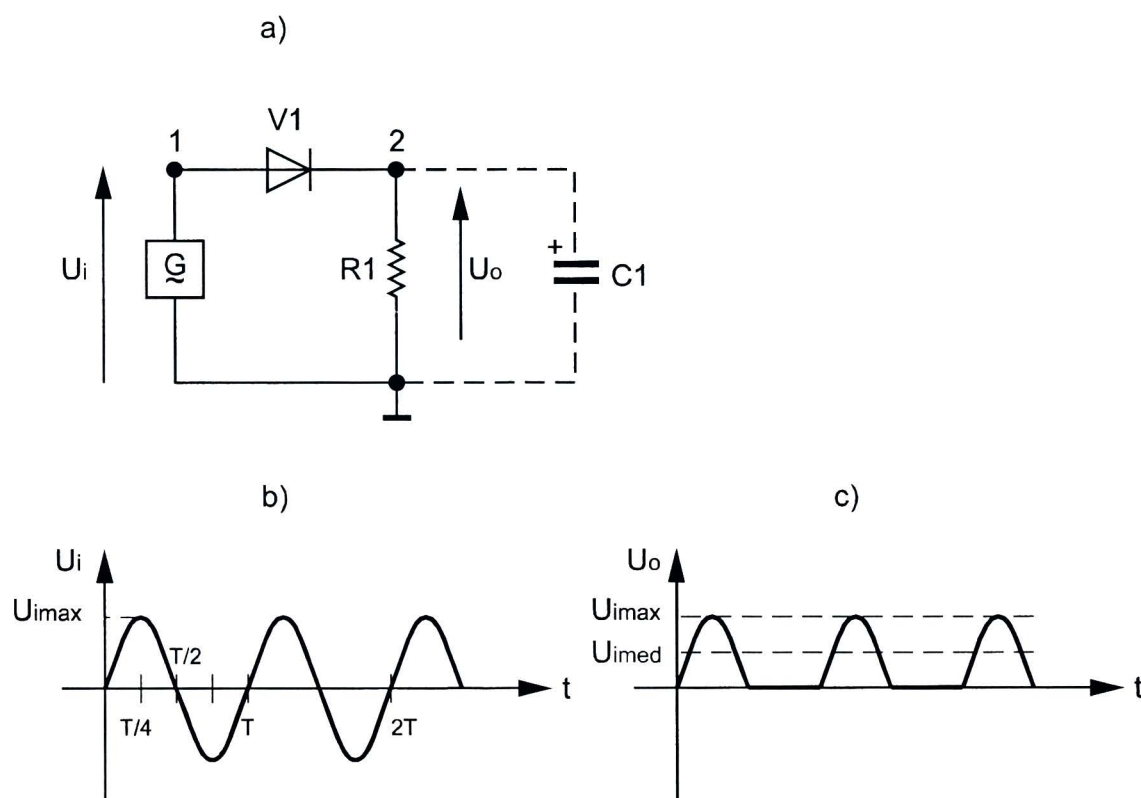 a)
V1
1 2
Ui G ~ R1 Uo + C1
b) c)
Ui Uo
Uimax Uimax
T/2 Uimed
t t
T/4 T 2T